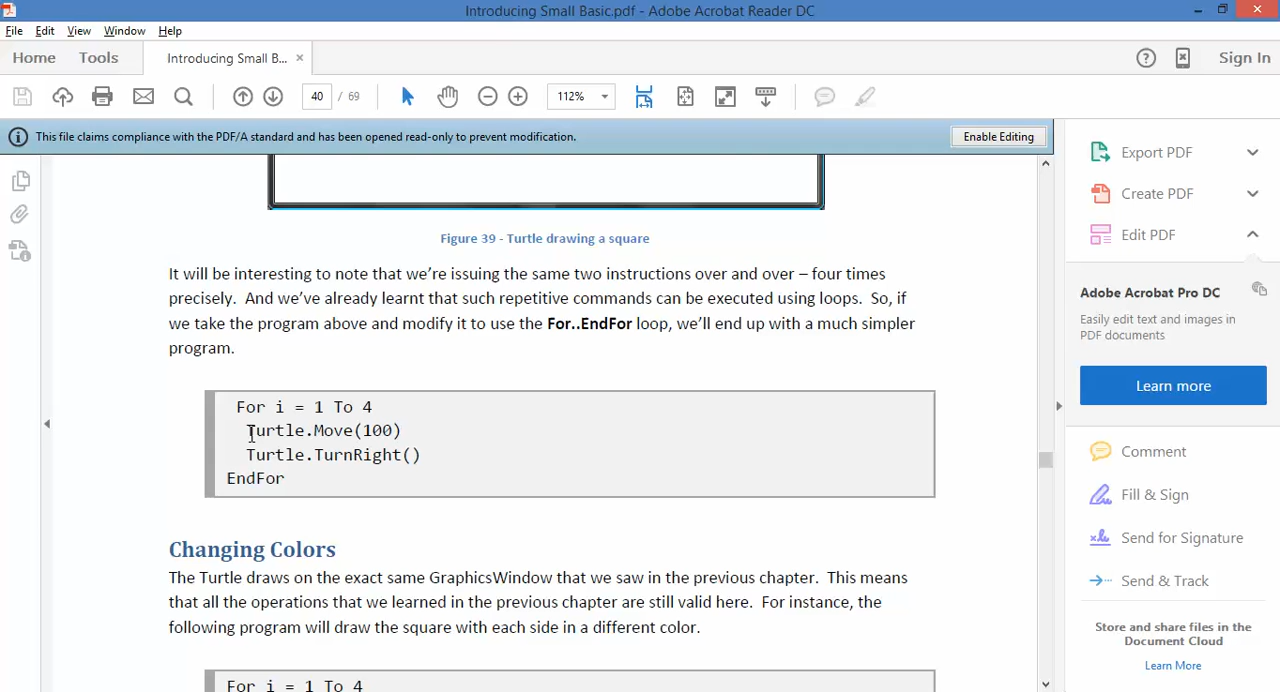 Introducing Small Basic.pdf - Adobe Acrobat Reader DC
File Edit View Window Help
Home Tools Introducing Small B... × Sign In
40 / 69 112%
This file claims compliance with the PDF/A standard and has been opened read-only to prevent modification. Enable Editing
Figure 39 - Turtle drawing a square
It will be interesting to note that we're issuing the same two instructions over and over – four times
precisely. And we've already learnt that such repetitive commands can be executed using loops. So, if
we take the program above and modify it to use the For..EndFor loop, we'll end up with a much simpler
program.
For i = 1 To 4
Turtle.Move(100)
Turtle.TurnRight()
EndFor
Changing Colors
The Turtle draws on the exact same GraphicsWindow that we saw in the previous chapter. This means
that all the operations that we learned in the previous chapter are still valid here. For instance, the
following program will draw the square with each side in a different color.
For i = 1 To 4
Export PDF
Create PDF
Edit PDF
Adobe Acrobat Pro DC
Easily edit text and images in
PDF documents
Learn more
Comment
Fill & Sign
Send for Signature
Send & Track
Store and share files in the
Document Cloud
Learn More